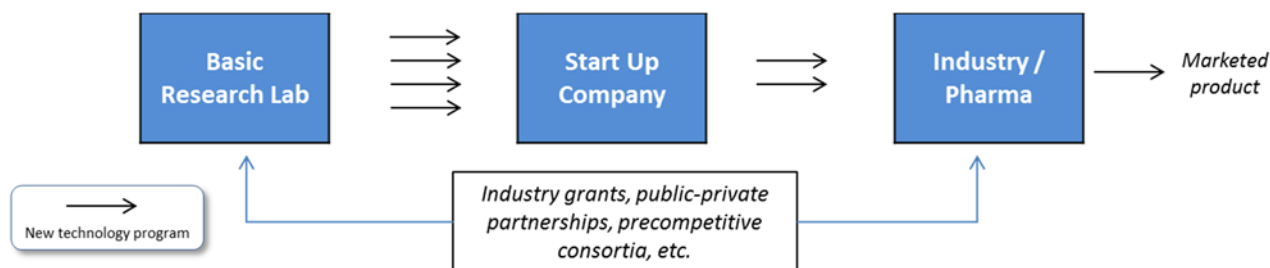 Basic
Research Lab
Start Up
Company
Industry /
Pharma
Marketed
product
Industry grants, public-private
partnerships, precompetitive
consortia, etc.
New technology program